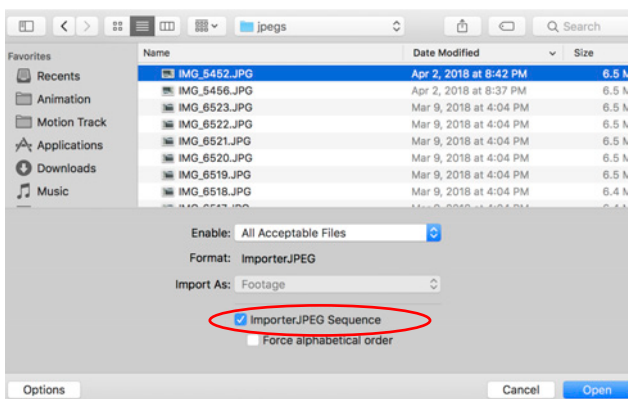 jpegs
Search
Favorites
Name Date Modified Size
Recents
Animation
Motion Track
Applications
Downloads
Music
IMG_5452.JPG Apr 2, 2018 at 8:42 PM 6.5 M
IMG_5456.JPG Apr 2, 2018 at 8:37 PM 6.5 M
IMG_6523.JPG Mar 9, 2018 at 4:04 PM 6.5 M
IMG_6522.JPG Mar 9, 2018 at 4:04 PM 6.5 M
IMG_6521.JPG Mar 9, 2018 at 4:04 PM 6.5 M
IMG_6520.JPG Mar 9, 2018 at 4:04 PM 6.5 M
IMG_6519.JPG Mar 9, 2018 at 4:04 PM 6.5 M
IMG_6518.JPG Mar 9, 2018 at 4:04 PM 6.4 M
Enable: All Acceptable Files
Format: ImporterJPEG
Import As: Footage
ImporterJPEG Sequence
Force alphabetical order
Options Cancel Open